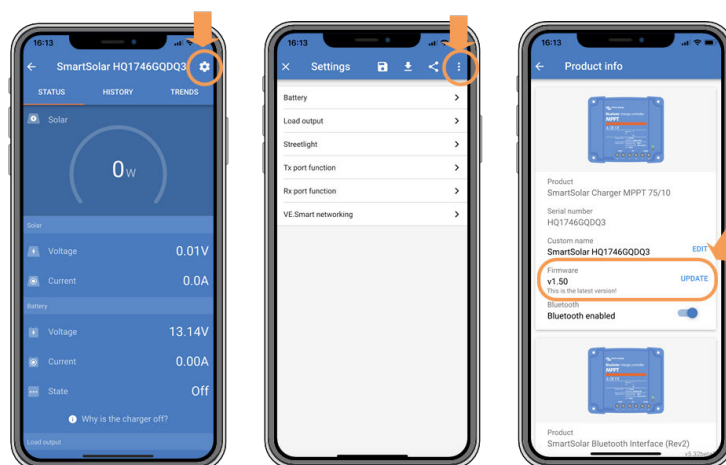 16:13
SmartSolar HQ1746GQDQ3
STATUS HISTORY TRENDS
Solar
0W
Solar
Voltage 0.01V
Current 0.0A
Battery
Voltage 13.14V
Current 0.00A
State Off
Why is the charger off?
Load output
16:13
Settings
Battery
Load output
Streetlight
Tx port function
Rx port function
VE.Smart networking
16:13
Product info
MPPT
Product
SmartSolar Charger MPPT 75/10
Serial number
HQ1746GQDQ3
Custom name
SmartSolar HQ1746GQDQ3 EDIT
Firmware
v1.50 UPDATE
This is the latest version!
Bluetooth
Bluetooth enabled
MPPT
Product
SmartSolar Bluetooth Interface (Rev2)